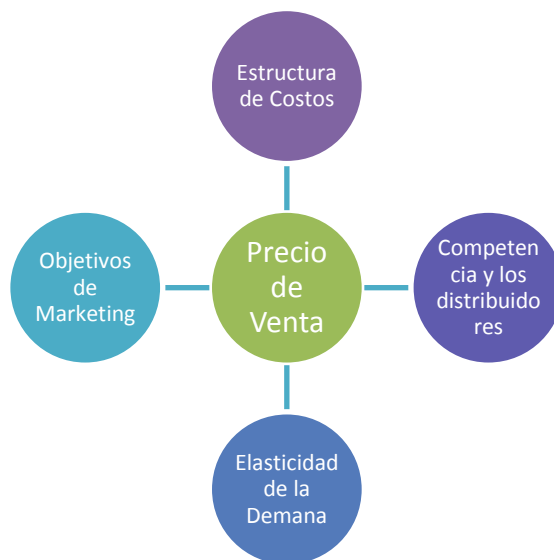 Estructura
de Costos
Objetivos
de
Marketing
Precio
de
Venta
Competen
cia y los
distribuido
res
Elasticidad
de la
Demana